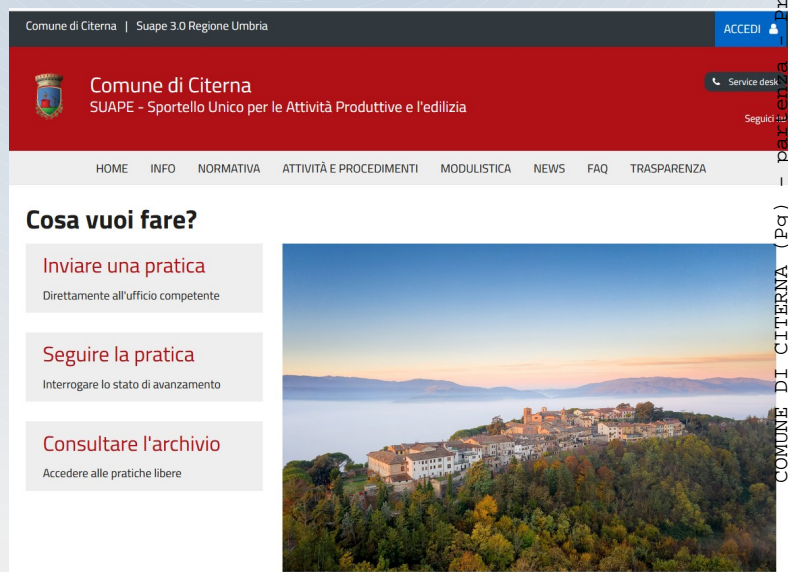 Comune di Citerna | Suape 3.0 Regione Umbria
ACCEDI
Comune di Citerna
SUAPE - Sportello Unico per le Attività Produttive e l'edilizia
Service desk
Seguici
HOME INFO NORMATIVA ATTIVITÀ E PROCEDIMENTI MODULISTICA NEWS FAQ TRASPARENZA
Cosa vuoi fare?
Inviare una pratica
Direttamente all'ufficio competente
Seguire la pratica
Interrogare lo stato di avanzamento
Consultare l'archivio
Accedere alle pratiche libere
COMUNE DI CITERNA (Pg) - partenza - Pr